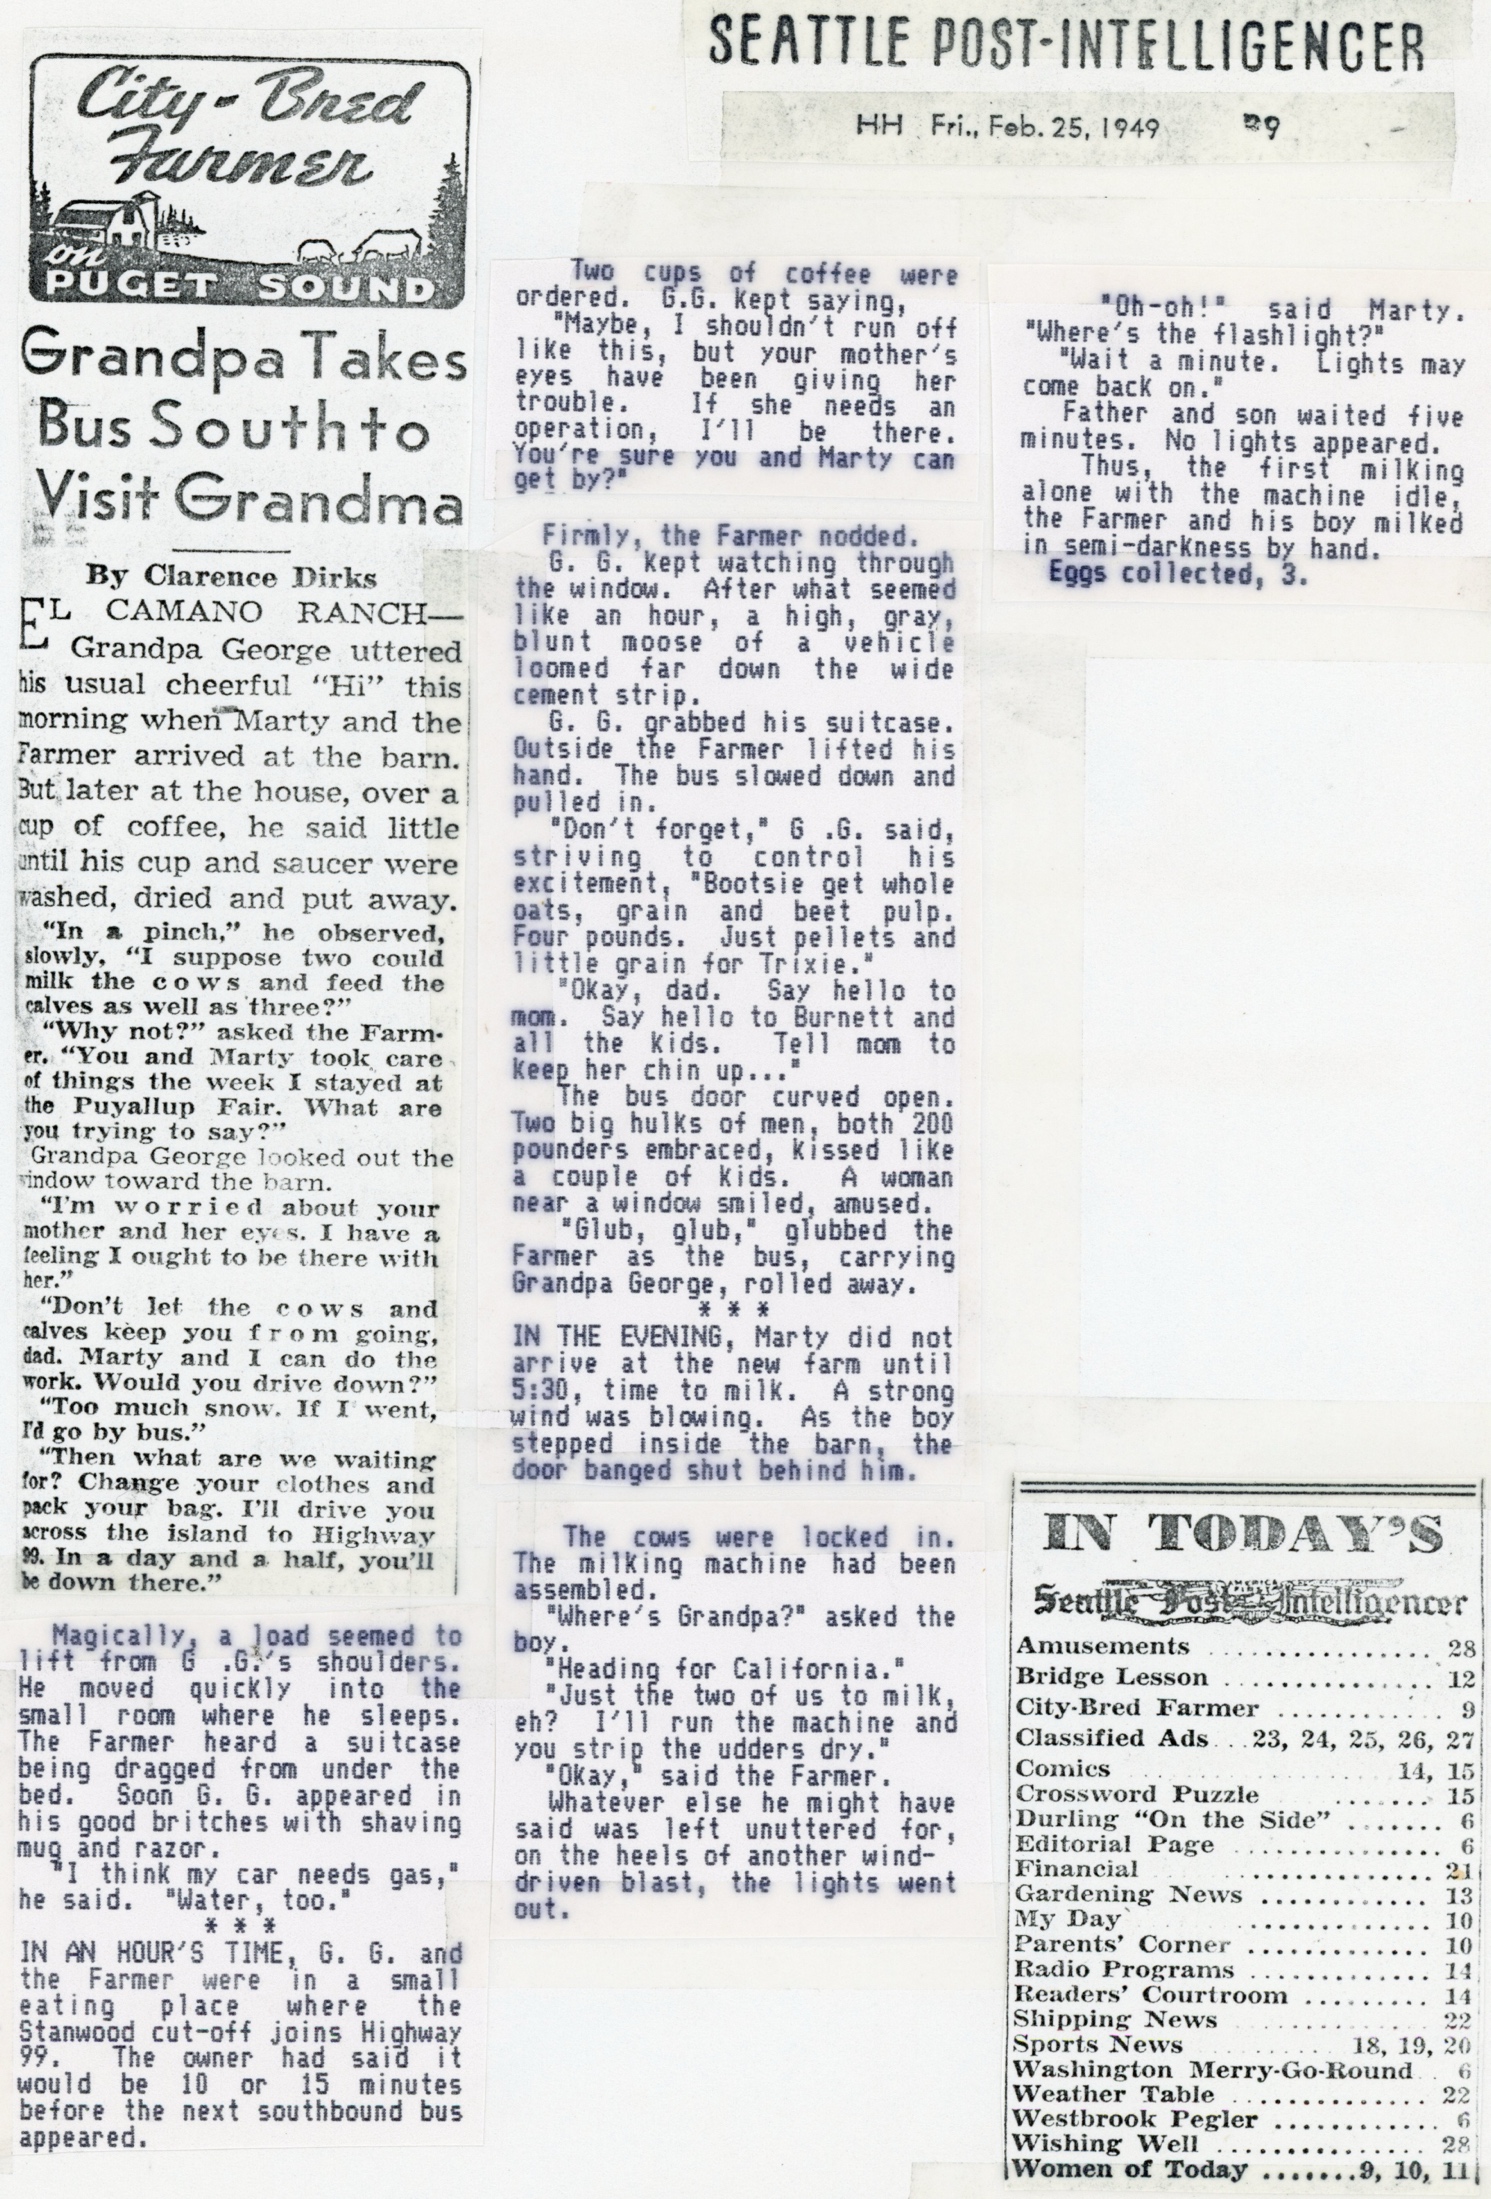 SEATTLE POST-INTELLIGENCER
HH Fri., Feb. 25, 1949 9
City-Bred
Farmer
on
PUGET SOUND
Grandpa Takes
Bus South to
Visit Grandma
By Clarence Dirks
EL CAMANO RANCH—
Grandpa George uttered
his usual cheerful “Hi” this
morning when Marty and the
Farmer arrived at the barn.
But later at the house, over a
cup of coffee, he said little
until his cup and saucer were
washed, dried and put away.
“In a pinch,” he observed,
slowly, “I suppose two could
milk the cows and feed the
calves as well as three?”
“Why not?” asked the Farm-
er. “You and Marty took care
of things the week I stayed at
the Puyallup Fair. What are
you trying to say?”
Grandpa George looked out the
window toward the barn.
“I’m worried about your
mother and her eyes. I have a
feeling I ought to be there with
her.”
“Don’t let the cows and
calves keep you from going,
dad. Marty and I can do the
work. Would you drive down?”
“Too much snow. If I went,
I’d go by bus.”
“Then what are we waiting
for? Change your clothes and
pack your bag. I’ll drive you
across the island to Highway
99. In a day and a half, you’ll
be down there.”
Magically, a load seemed to
lift from G .G.'s shoulders.
He moved quickly into the
small room where he sleeps.
The Farmer heard a suitcase
being dragged from under the
bed. Soon G. G. appeared in
his good britches with shaving
mug and razor.
"I think my car needs gas,"
he said. "Water, too."
* * *
IN AN HOUR'S TIME, G. G. and
the Farmer were in a small
eating place where the
Stanwood cut-off joins Highway
99. The owner had said it
would be 10 or 15 minutes
before the next southbound bus
appeared.
Two cups of coffee were
ordered. G.G. kept saying,
"Maybe, I shouldn't run off
like this, but your mother's
eyes have been giving her
trouble. If she needs an
operation, I'll be there.
You're sure you and Marty can
get by?"
Firmly, the Farmer nodded.
G. G. kept watching through
the window. After what seemed
like an hour, a high, gray,
blunt moose of a vehicle
loomed far down the wide
cement strip.
G. G. grabbed his suitcase.
Outside the Farmer lifted his
hand. The bus slowed down and
pulled in.
"Don't forget," G .G. said,
striving to control his
excitement, "Bootsie get whole
oats, grain and beet pulp.
Four pounds. Just pellets and
little grain for Trixie."
"Okay, dad. Say hello to
mom. Say hello to Burnett and
all the kids. Tell mom to
keep her chin up..."
The bus door curved open.
Two big hulks of men, both 200
pounders embraced, kissed like
a couple of kids. A woman
near a window smiled, amused.
"Glub, glub," glubbed the
Farmer as the bus, carrying
Grandpa George, rolled away.
* * *
IN THE EVENING, Marty did not
arrive at the new farm until
5:30, time to milk. A strong
wind was blowing. As the boy
stepped inside the barn, the
door banged shut behind him.
The cows were locked in.
The milking machine had been
assembled.
"Where's Grandpa?" asked the
boy.
"Heading for California."
"Just the two of us to milk,
eh? I'll run the machine and
you strip the udders dry."
"Okay," said the Farmer.
Whatever else he might have
said was left unuttered for,
on the heels of another wind-
driven blast, the lights went
out.
"Oh-oh!" said Marty.
"Where's the flashlight?"
"Wait a minute. Lights may
come back on."
Father and son waited five
minutes. No lights appeared.
Thus, the first milking
alone with the machine idle,
the Farmer and his boy milked
in semi-darkness by hand.
Eggs collected, 3.
IN TODAY’S
Seattle Post-Intelligencer
Amusements ................ 28
Bridge Lesson .............. 12
City-Bred Farmer ........... 9
Classified Ads...23, 24, 25, 26, 27
Comics ................ 14, 15
Crossword Puzzle ....... 15
Durling “On the Side” ....... 6
Editorial Page .............. 6
Financial .................. 21
Gardening News ............ 13
My Day ................ 10
Parents’ Corner ............. 10
Radio Programs ............ 14
Readers’ Courtroom ......... 14
Shipping News ............. 22
Sports News .......... 18, 19, 20
Washington Merry-Go-Round . 6
Weather Table .............. 22
Westbrook Pegler ............ 6
Wishing Well ................ 28
Women of Today .......9, 10, 11